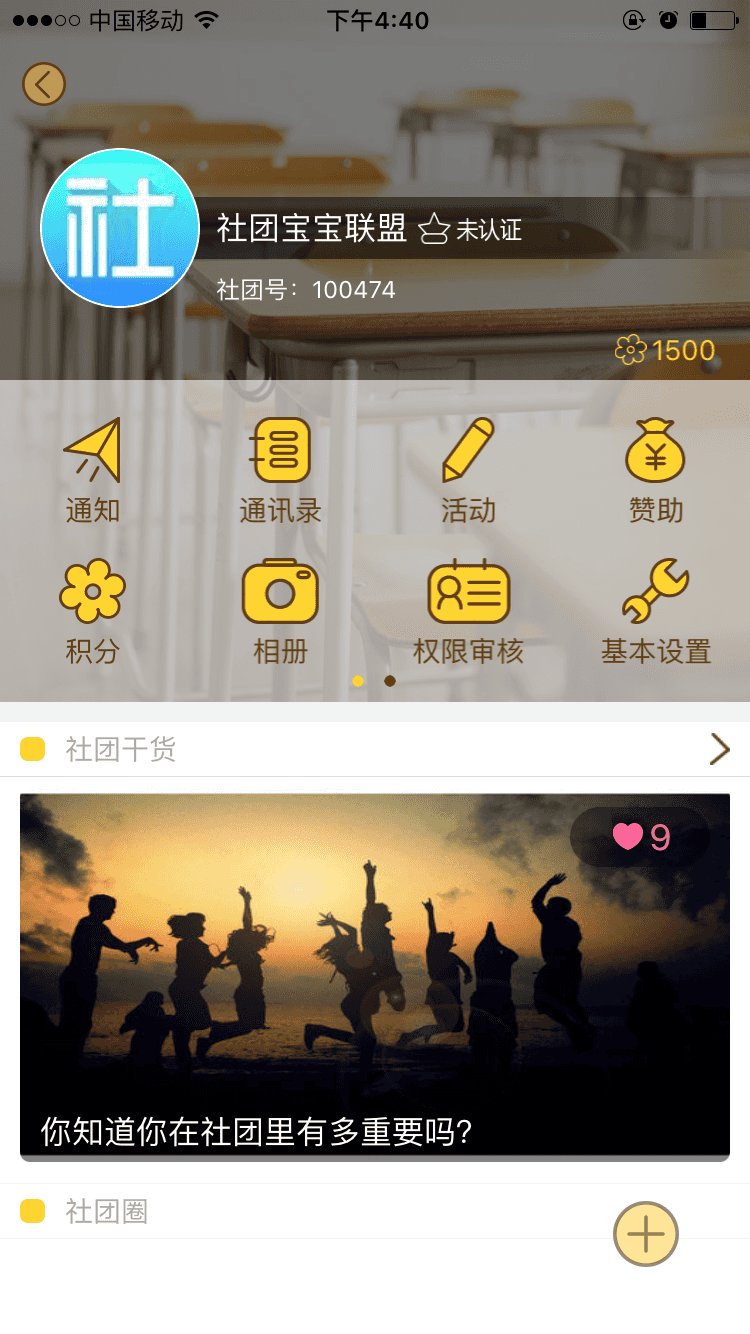 中国移动 下午4:40
社
社团宝宝联盟 未认证
社团号：100474
1500
通知 通讯录 活动 赞助
积分 相册 权限审核 基本设置
社团干货
9
你知道你在社团里有多重要吗?
社团圈